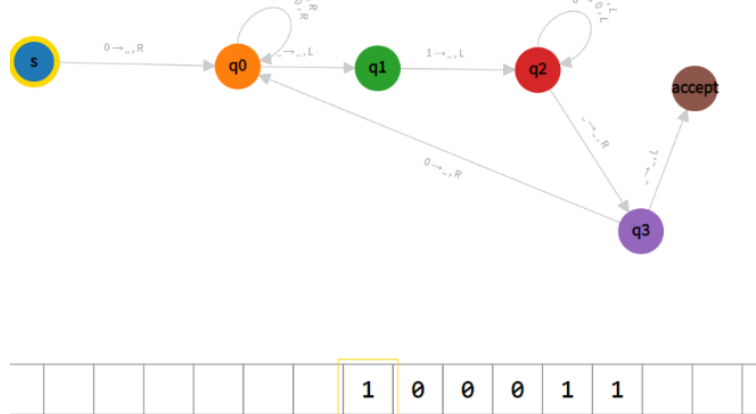 0→_,R
s
q0
_→_,L
q1
1→_,L
q2
accept
_→_,R
_→_,L
0→_,R
q3
1 0 0 0 1 1